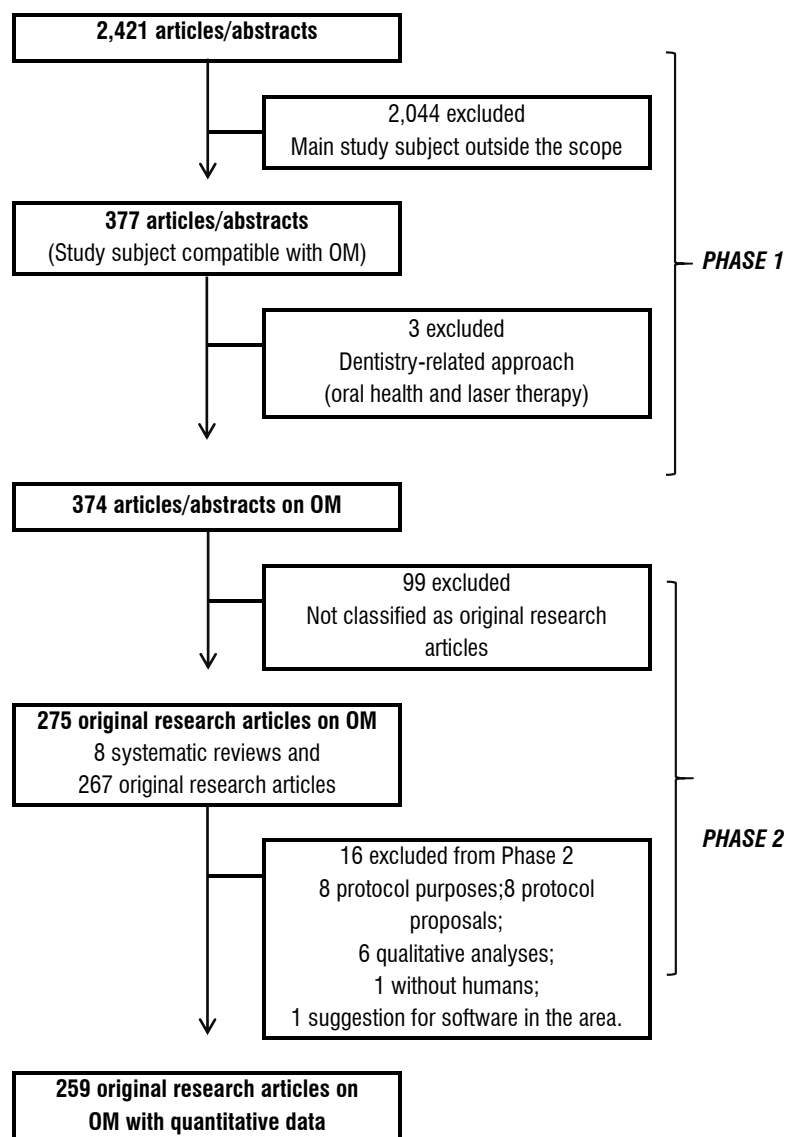 2,421 articles/abstracts
2,044 excluded
Main study subject outside the scope
377 articles/abstracts
(Study subject compatible with OM)
PHASE 1
3 excluded
Dentistry-related approach
(oral health and laser therapy)
374 articles/abstracts on OM
99 excluded
Not classified as original research
articles
275 original research articles on OM
8 systematic reviews and
267 original research articles
PHASE 2
16 excluded from Phase 2
8 protocol purposes;8 protocol
proposals;
6 qualitative analyses;
1 without humans;
1 suggestion for software in the area.
259 original research articles on
OM with quantitative data